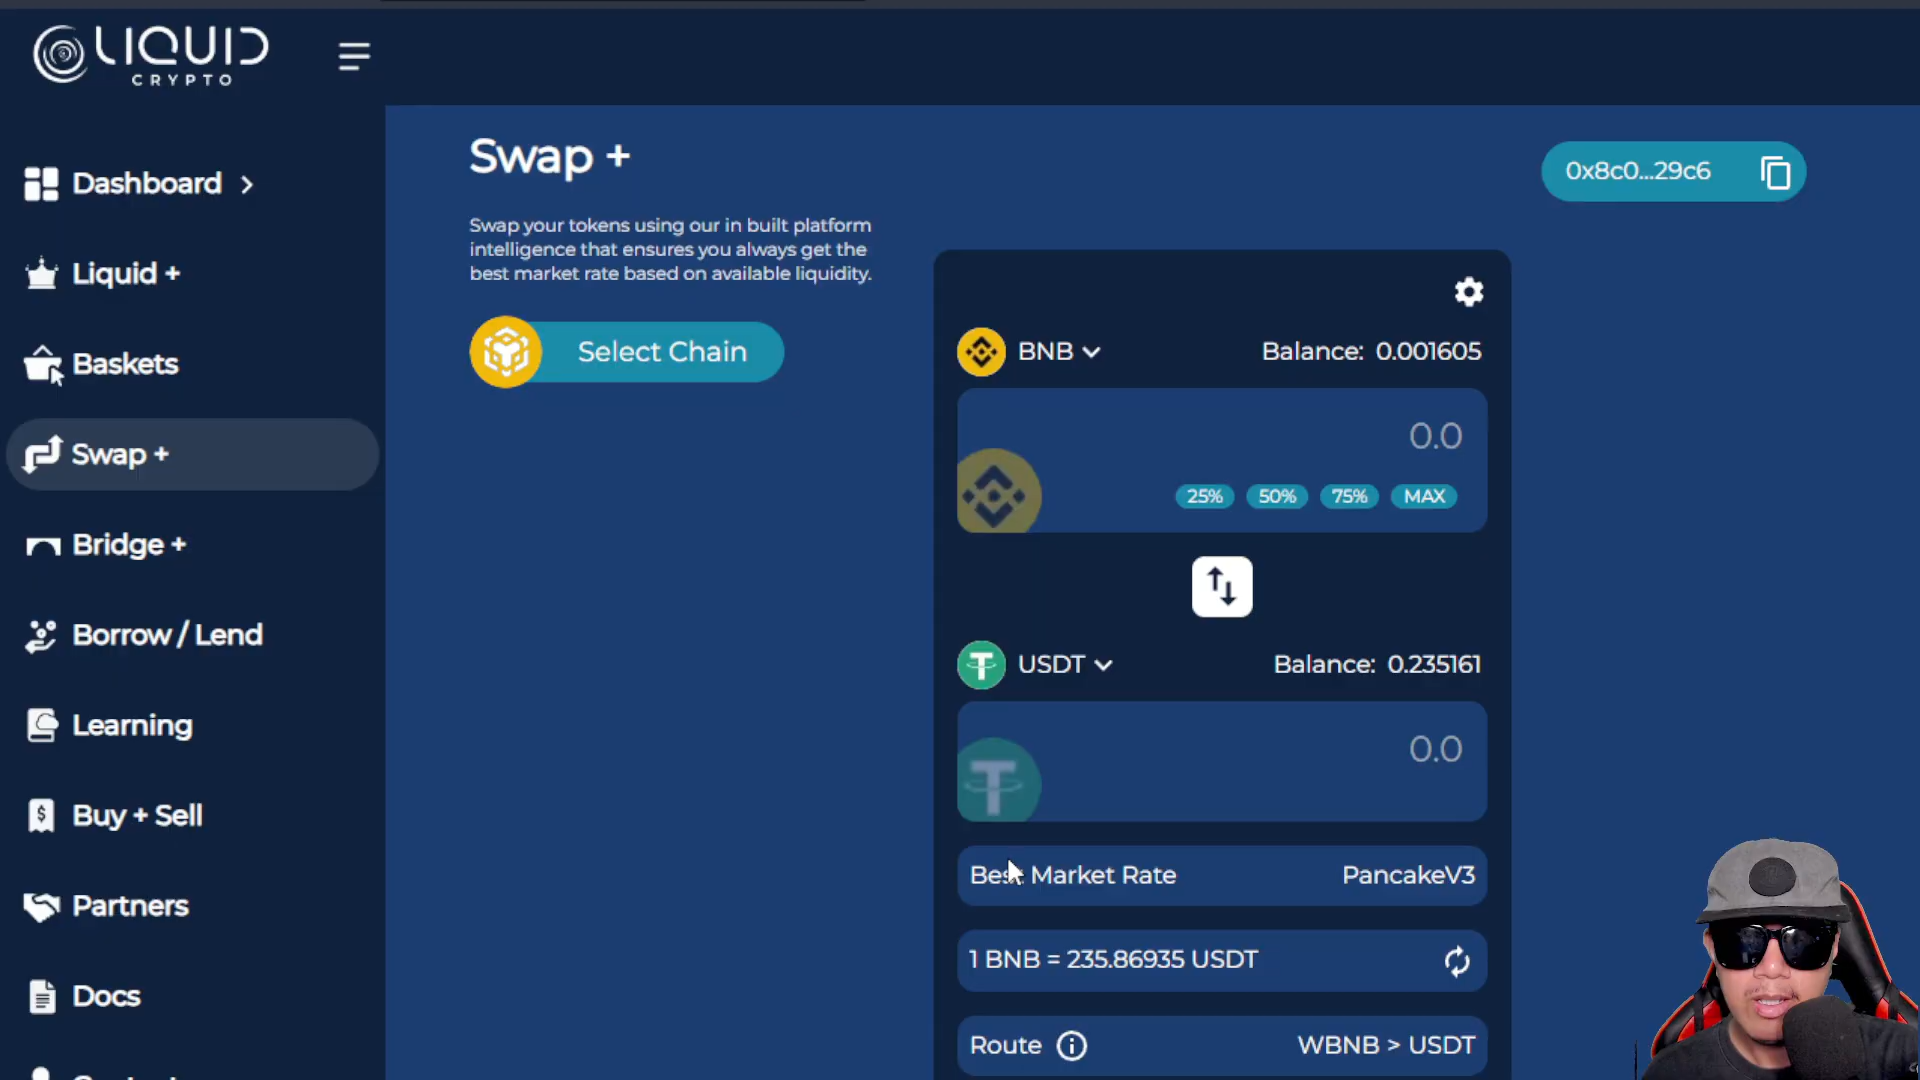 LIQUID
CRYPTO
Dashboard
Liquid +
Baskets
Swap +
Bridge +
Borrow / Lend
Learning
Buy + Sell
Partners
Docs
Swap +
Swap your tokens using our in built platform
intelligence that ensures you always get the
best market rate based on available liquidity.
Select Chain
0x8c0...29c6
BNB Balance: 0.001605
0.0
25% 50% 75% MAX
USDT Balance: 0.235161
0.0
Best Market Rate PancakeV3
1 BNB = 235.86935 USDT
Route WBNB > USDT